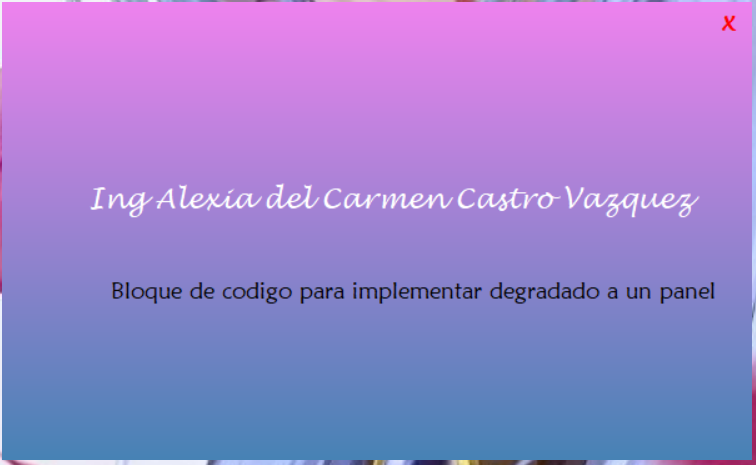 X
Ing Alexia del Carmen Castro Vazquez
Bloque de codigo para implementar degradado a un panel